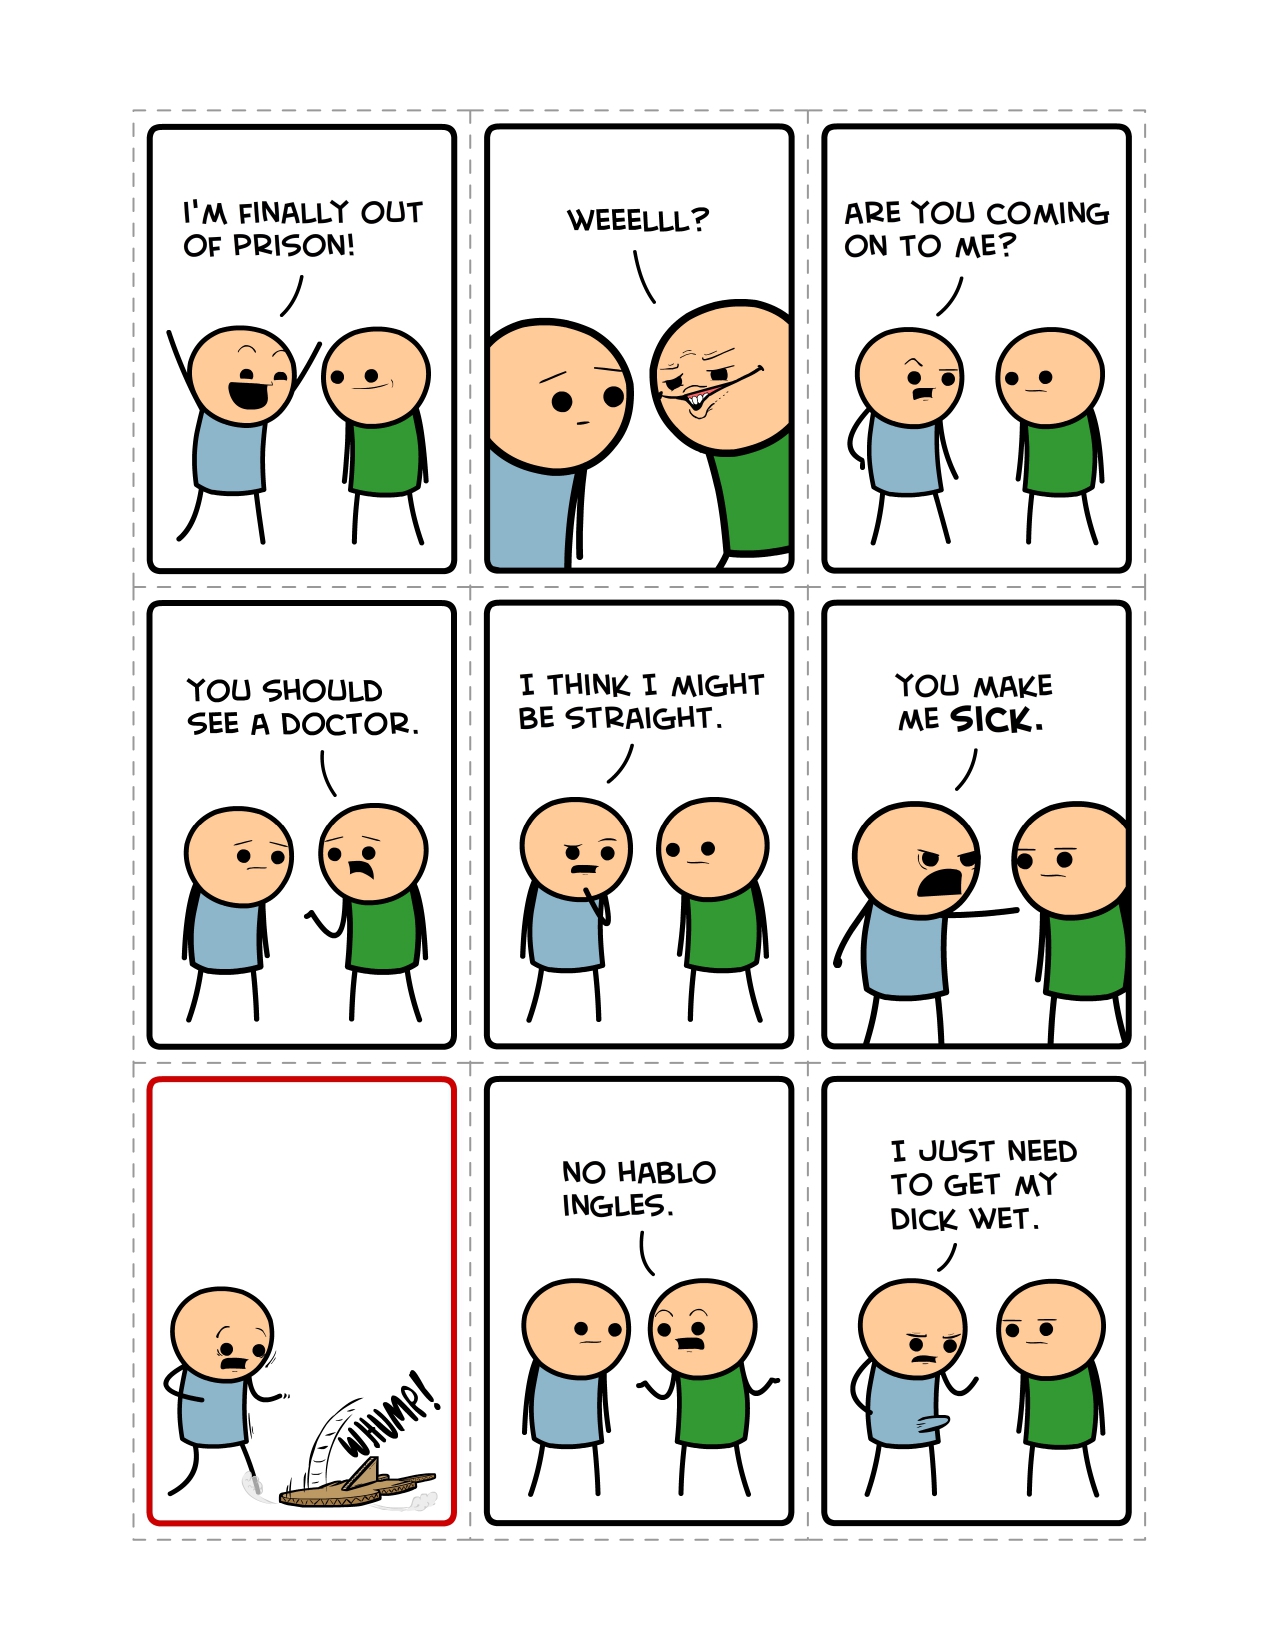 I'M FINALLY OUT
OF PRISON!
WEEELLL?
ARE YOU COMING
ON TO ME?
YOU SHOULD
SEE A DOCTOR.
I THINK I MIGHT
BE STRAIGHT.
YOU MAKE
ME SICK.
WHUMP!
NO HABLO
INGLES.
I JUST NEED
TO GET MY
DICK WET.